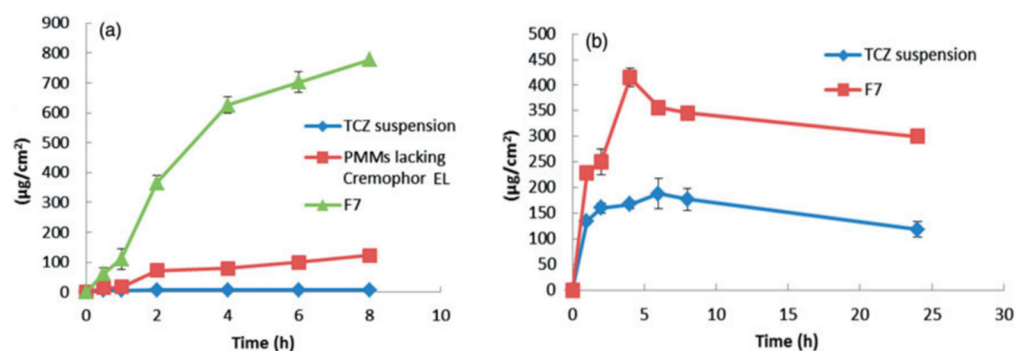 (a)
900
800
700
600
500
400
300
200
100
0
(µg/cm²)
0 2 4 6 8 10
Time (h)
TCZ suspension
PMMs lacking
Cremophor EL
F7
(b)
500
450
400
350
300
250
200
150
100
50
0
(µg/cm²)
0 5 10 15 20 25 30
Time (h)
TCZ suspension
F7